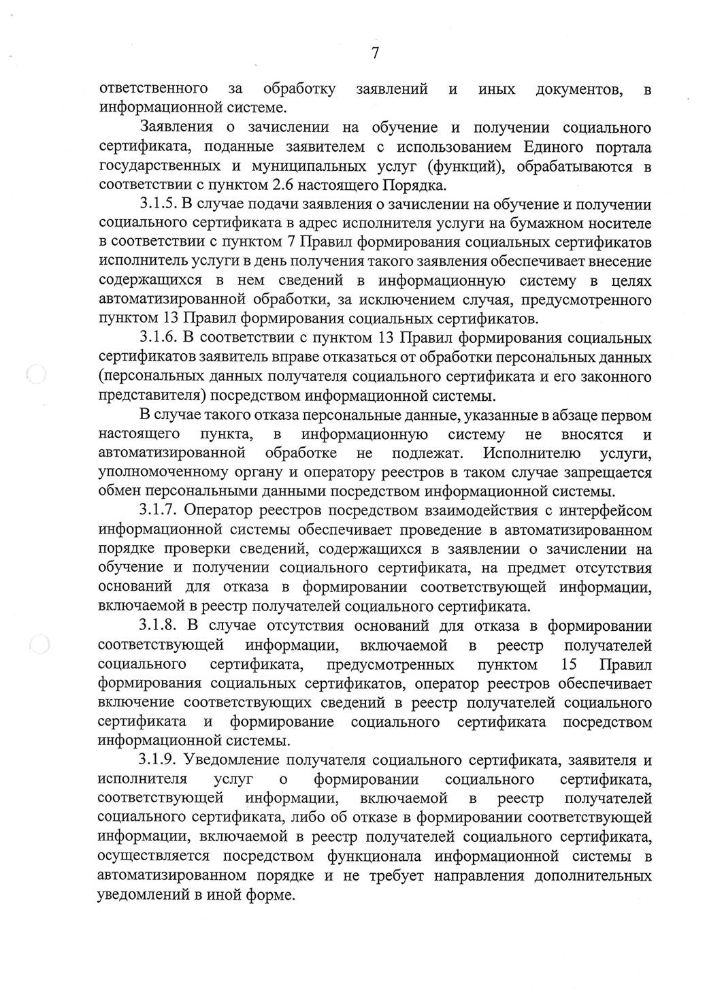 7
ответственного за обработку заявлений и иных документов, в
информационной системе.
Заявления о зачислении на обучение и получении социального
сертификата, поданные заявителем с использованием Единого портала
государственных и муниципальных услуг (функций), обрабатываются в
соответствии с пунктом 2.6 настоящего Порядка.
3.1.5. В случае подачи заявления о зачислении на обучение и получении
социального сертификата в адрес исполнителя услуги на бумажном носителе
в соответствии с пунктом 7 Правил формирования социальных сертификатов
исполнитель услуги в день получения такого заявления обеспечивает внесение
содержащихся в нем сведений в информационную систему в целях
автоматизированной обработки, за исключением случая, предусмотренного
пунктом 13 Правил формирования социальных сертификатов.
3.1.6. В соответствии с пунктом 13 Правил формирования социальных
сертификатов заявитель вправе отказаться от обработки персональных данных
(персональных данных получателя социального сертификата и его законного
представителя) посредством информационной системы.
В случае такого отказа персональные данные, указанные в абзаце первом
настоящего пункта, в информационную систему не вносятся и
автоматизированной обработке не подлежат. Исполнителю услуги,
уполномоченному органу и оператору реестров в таком случае запрещается
обмен персональными данными посредством информационной системы.
3.1.7. Оператор реестров посредством взаимодействия с интерфейсом
информационной системы обеспечивает проведение в автоматизированном
порядке проверки сведений, содержащихся в заявлении о зачислении на
обучение и получении социального сертификата, на предмет отсутствия
оснований для отказа в формировании соответствующей информации,
включаемой в реестр получателей социального сертификата.
3.1.8. В случае отсутствия оснований для отказа в формировании
соответствующей информации, включаемой в реестр получателей
социального сертификата, предусмотренных пунктом 15 Правил
формирования социальных сертификатов, оператор реестров обеспечивает
включение соответствующих сведений в реестр получателей социального
сертификата и формирование социального сертификата посредством
информационной системы.
3.1.9. Уведомление получателя социального сертификата, заявителя и
исполнителя услуг о формировании социального сертификата,
соответствующей информации, включаемой в реестр получателей
социального сертификата, либо об отказе в формировании соответствующей
информации, включаемой в реестр получателей социального сертификата,
осуществляется посредством функционала информационной системы в
автоматизированном порядке и не требует направления дополнительных
уведомлений в иной форме.